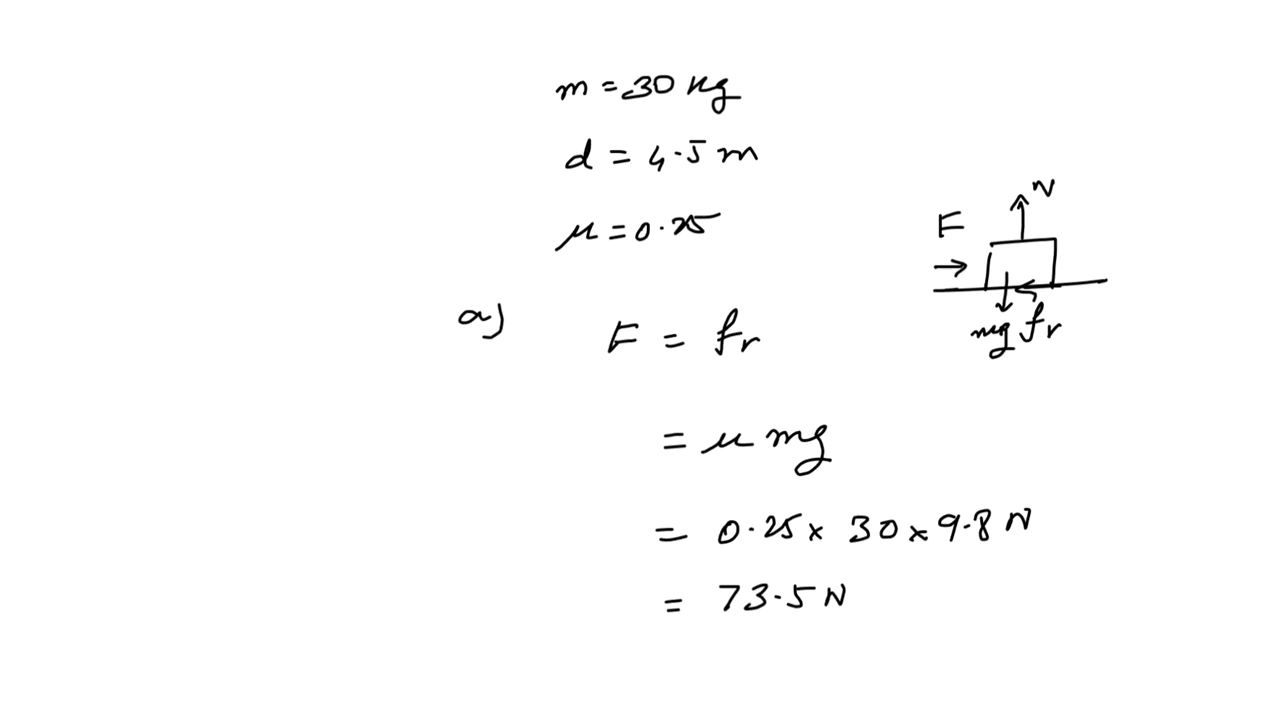 m = 30 kg
d = 4.5 m
μ = 0.25
N
F
mg fr
a) F = fr
= μ mg
= 0.25 x 30 x 9.8 N
= 73.5 N